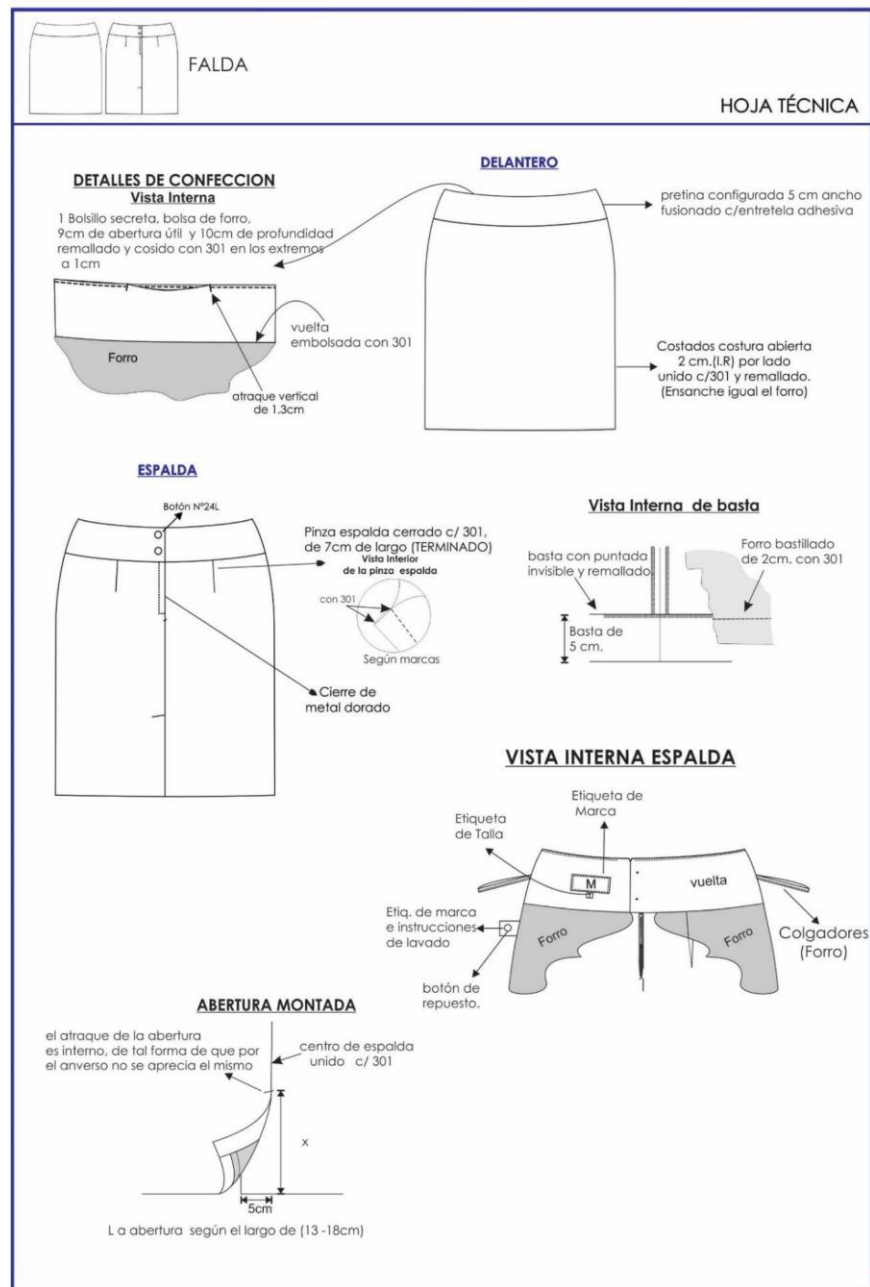 FALDA
HOJA TÉCNICA
DELANTERO
DETALLES DE CONFECCION
Vista Interna
1 Bolsillo secreta, bolsa de forro,
9cm de abertura útil y 10cm de profundidad
remallado y cosido con 301 en los extremos
a 1cm
pretina configurada 5 cm ancho
fusionado c/entretela adhesiva
vuelta
embolsada con 301
Forro
atraque vertical
de 1.3cm
Costados costura abierta
2 cm.(I.R) por lado
unido c/301 y remallado.
(Ensanche igual el forro)
ESPALDA
Botón N°24L
Pinza espalda cerrado c/ 301,
de 7cm de largo (TERMINADO)
Vista Interior
de la pinza espalda
con 301
Según marcas
Cierre de
metal dorado
Vista Interna de basta
basta con puntada
invisible y remallado
Forro bastillado
de 2cm. con 301
Basta de
5 cm.
VISTA INTERNA ESPALDA
Etiqueta de
Marca
Etiqueta
de Talla
M
vuelta
Etiq. de marca
e instrucciones
de lavado
Forro
Forro
Colgadores
(Forro)
botón de
repuesto.
ABERTURA MONTADA
el atraque de la abertura
es interno, de tal forma de que por
el anverso no se aprecia el mismo
centro de espalda
unido c/ 301
x
5cm
L a abertura según el largo de (13 -18cm)